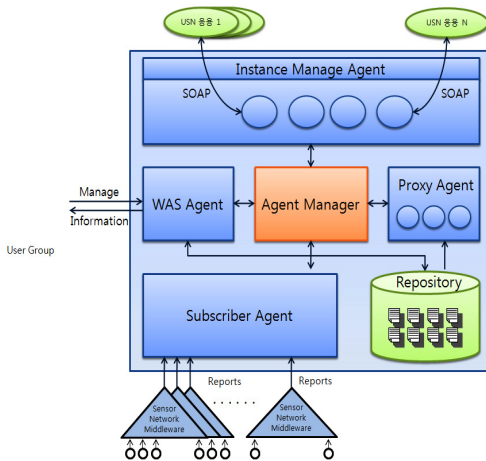 USN 응용 1
USN 응용 N
Instance Manage Agent
SOAP
SOAP
Manage
Information
User Group
WAS Agent
Agent Manager
Proxy Agent
Repository
Subscriber Agent
Reports
Reports
. . . . . .
Sensor
Network
Middleware
Sensor
Network
Middleware